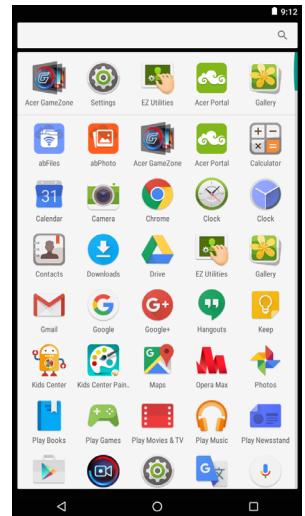 9:12
Acer GameZone Settings EZ Utilities Acer Portal Gallery
abFiles abPhoto Acer GameZone Acer Portal Calculator
31
Calendar Camera Chrome Clock Clock
Contacts Downloads Drive EZ Utilities Gallery
G G+
Gmail Google Google+ Hangouts Keep
G
Kids Center Kids Center Pain.. Maps Opera Max Photos
Play Books Play Games Play Movies & TV Play Music Play Newsstand
G